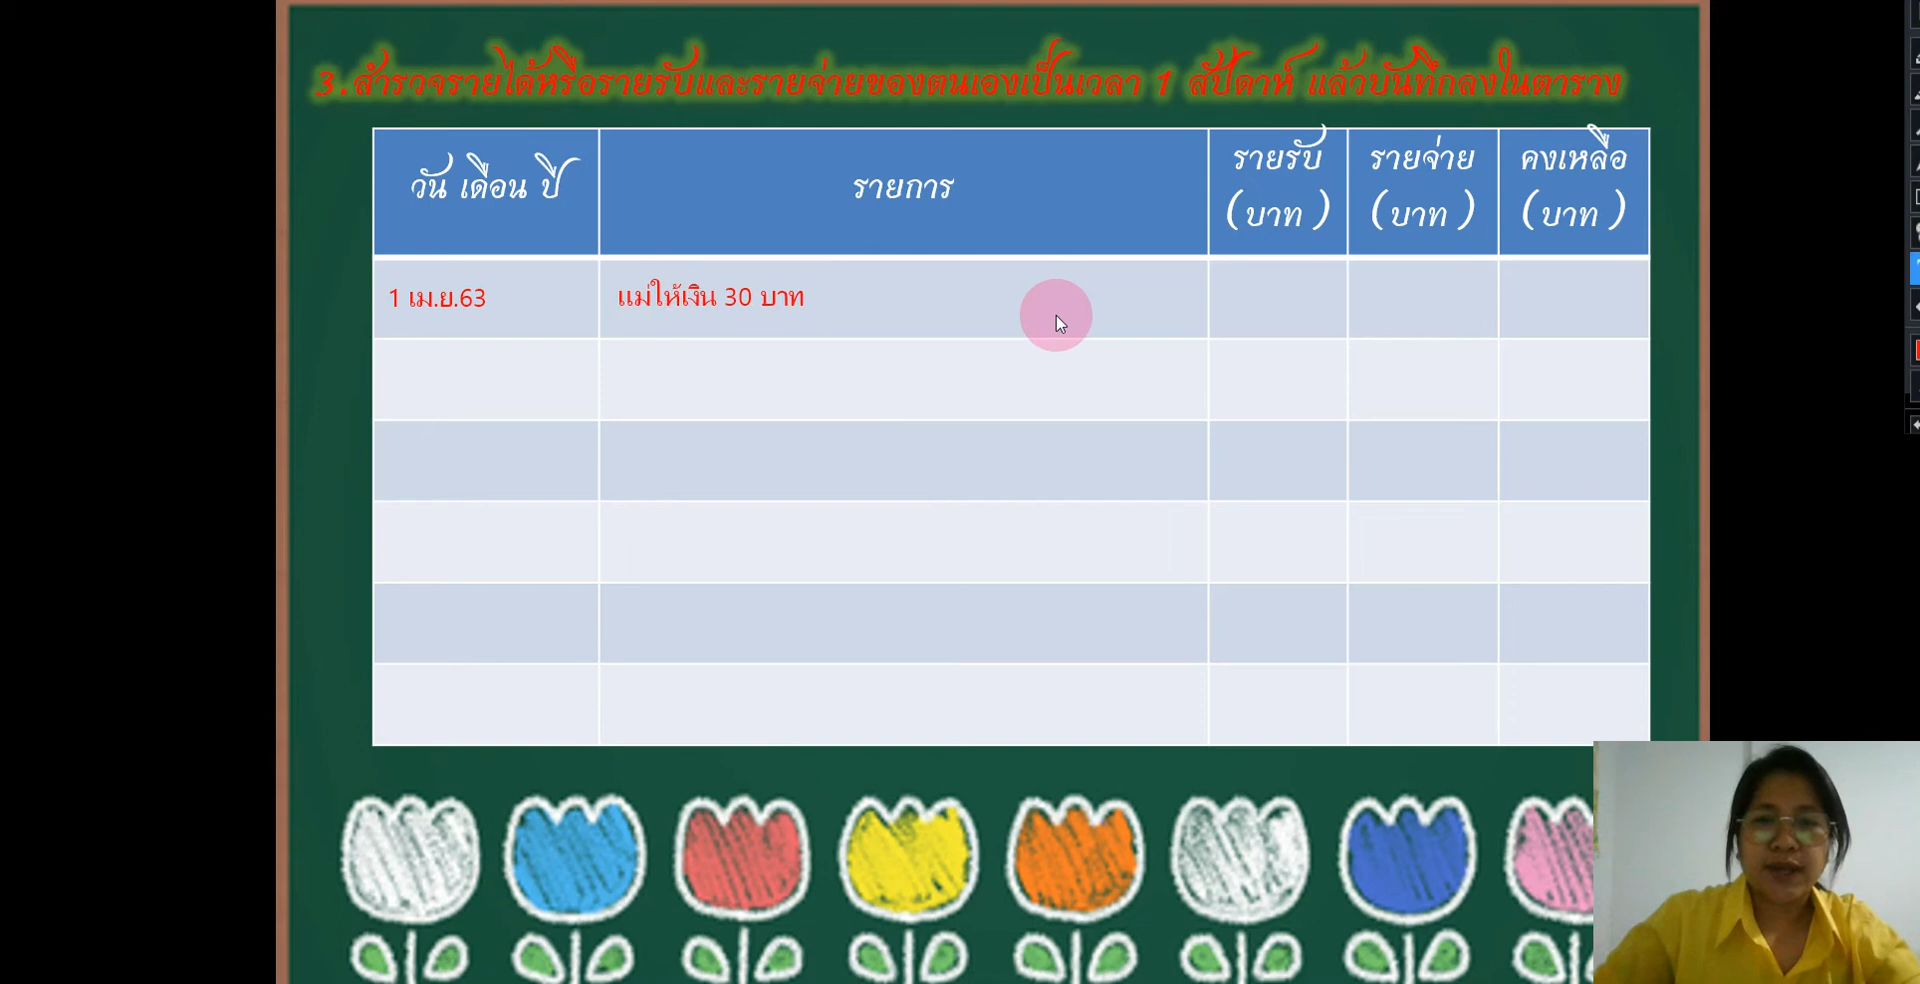 3.สำรวจรายได้หรือรายรับและรายจ่ายของตนเองเป็นเวลา 1 สัปดาห์ แล้วบันทึกลงในตาราง
วัน เดือน ปี
รายการ
รายรับ
(บาท )
รายจ่าย
(บาท )
คงเหลือ
(บาท )
1 เม.ย.63
แม่ให้เงิน 30 บาท